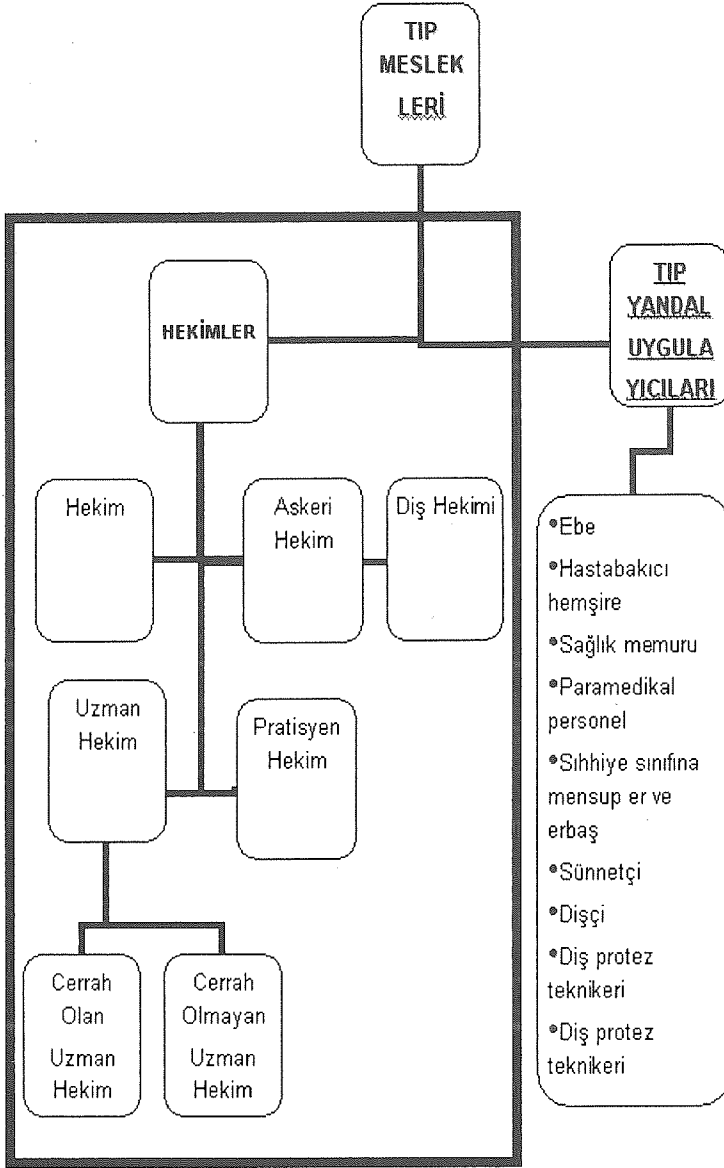 TIP
MESLEK
LERİ
HEKİMLER
TIP
YANDAL
UYGULA
YICILARI
Hekim
Askeri
Hekim
Diş Hekimi
Uzman
Hekim
Pratisyen
Hekim
Cerrah
Olan
Uzman
Hekim
Cerrah
Olmayan
Uzman
Hekim
•Ebe
•Hastabakıcı
hemşire
•Sağlık memuru
•Paramedikal
personel
•Sıhhiye sınıfına
mensup er ve
erbaş
•Sünnetçi
•Dişçi
•Diş protez
teknikeri
•Diş protez
teknikeri